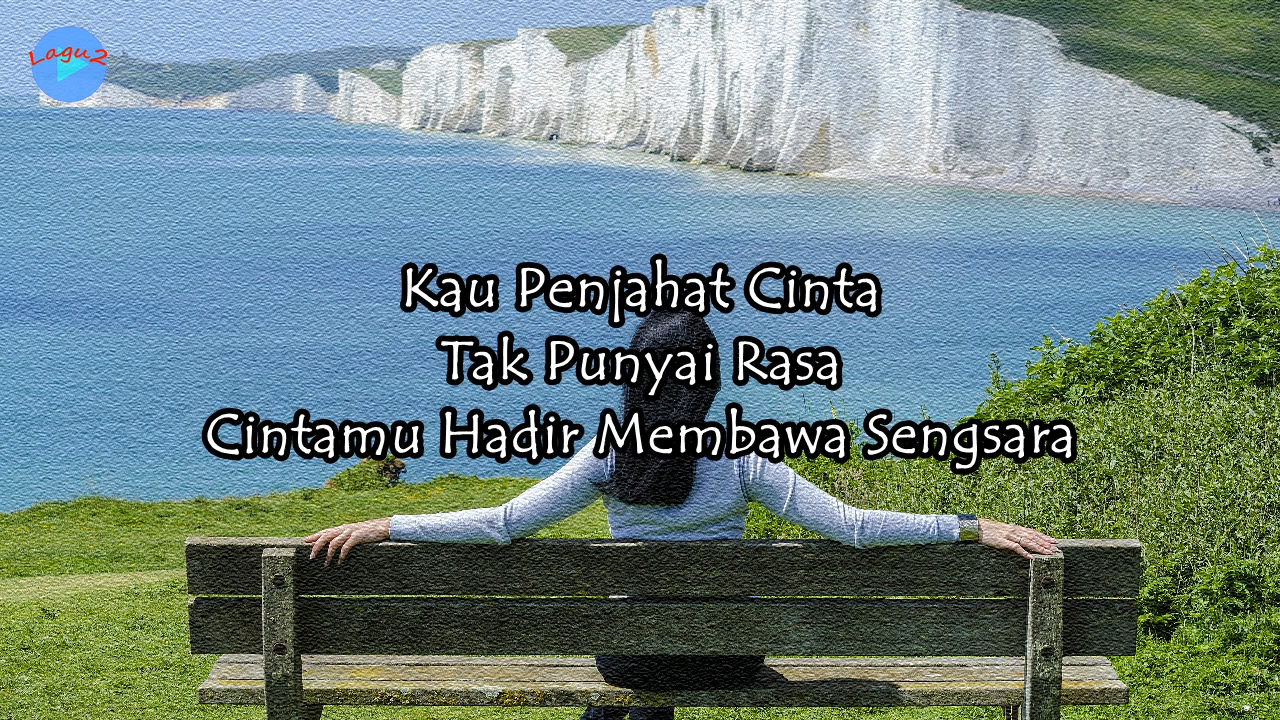 Lagu2
Kau Penjahat Cinta
Tak Punyai Rasa
Cintamu Hadir Membawa Sengsara